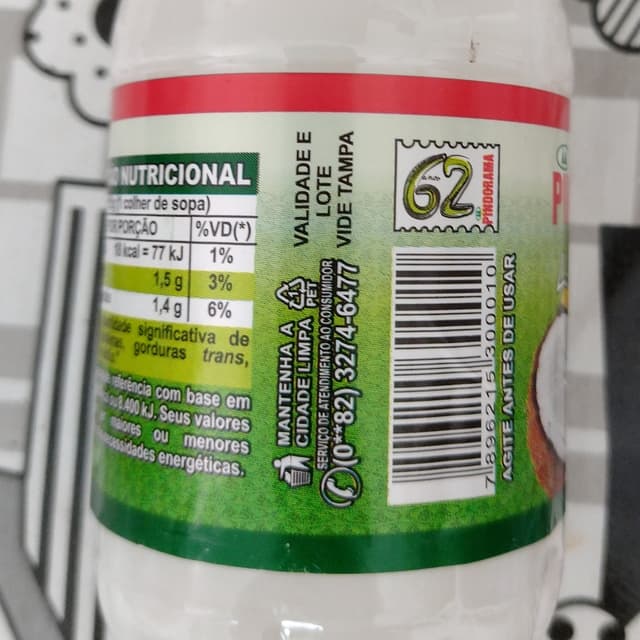 NUTRICIONAL
colher de sopa)
PORÇÃO %VD(*)
kcal = 77 kJ 1%
1,5 g 3%
1,4 g 6%
significativa de
gorduras trans,
referência com base em
8.400 kJ. Seus valores
maiores ou menores
energéticas.
VALIDADE E
LOTE
VIDE TAMPA
MANTENHA A
CIDADE LIMPA
PET
SERVIÇO DE ATENDIMENTO AO CONSUMIDOR
(0**82) 3274-6477
62
PINDORAMA
7 896215 300010
AGITE ANTES DE USAR